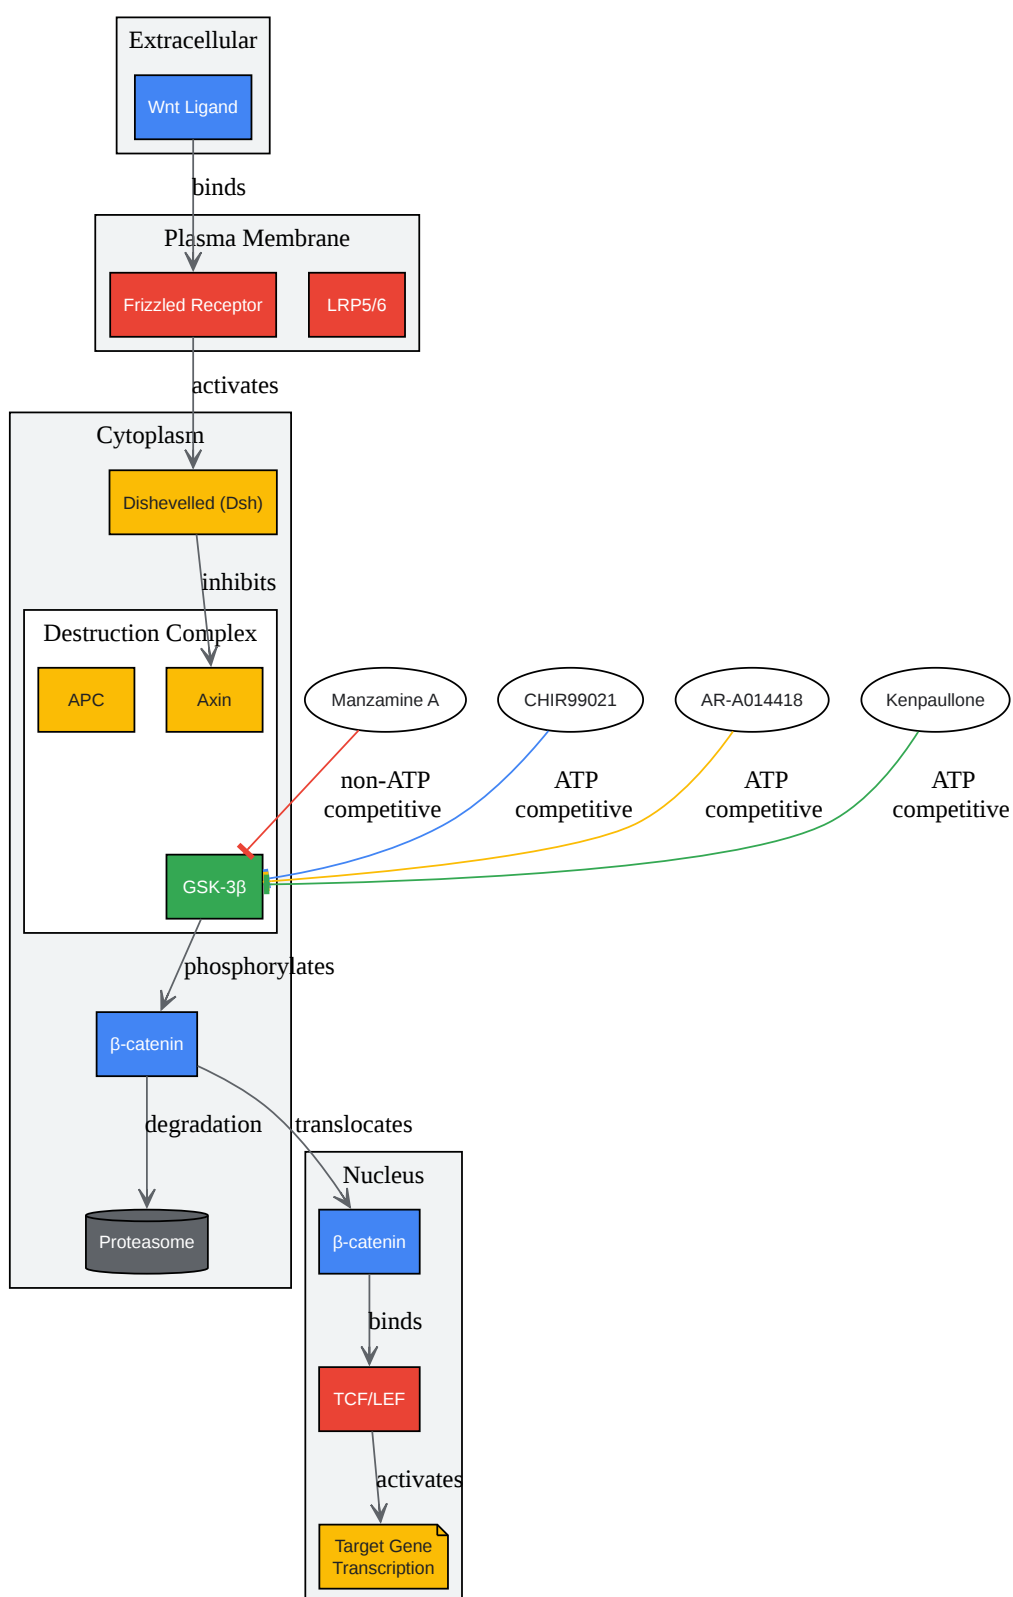 Extracellular
Wnt Ligand
binds
Plasma Membrane
Frizzled Receptor
LRP5/6
activates
Cytoplasm
Dishevelled (Dsh)
inhibits
Destruction Complex
APC
Axin
Manzamine A
CHIR99021
AR-A014418
Kenpaullone
non-ATP
competitive
ATP
competitive
ATP
competitive
ATP
competitive
GSK-3β
phosphorylates
β-catenin
degradation
translocates
Proteasome
Nucleus
β-catenin
binds
TCF/LEF
activates
Target Gene
Transcription